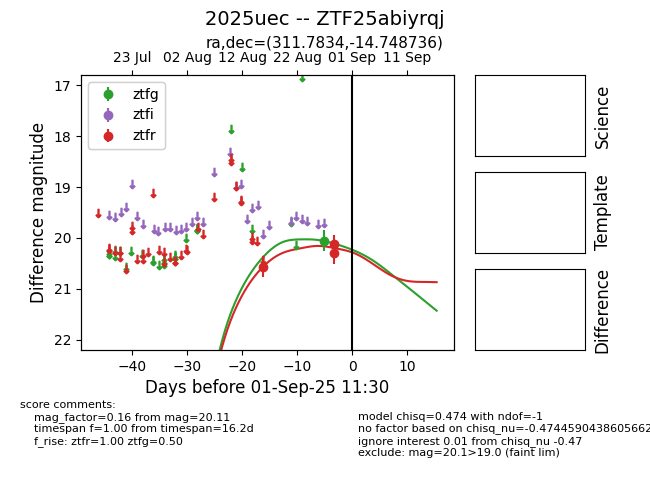 2025uec -- ZTF25abiyrqj
ra,dec=(311.7834,-14.748736)
23 Jul 02 Aug 12 Aug 22 Aug 01 Sep 11 Sep
17
18
19
20
21
22
Difference magnitude
ztfg
ztfi
ztfr
−40 −30 −20 −10 0 10
Days before 01-Sep-25 11:30
Science
Template
Difference
score comments:
mag_factor=0.16 from mag=20.11
timespan f=1.00 from timespan=16.2d
f_rise: ztfr=1.00 ztfg=0.50
model chisq=0.474 with ndof=-1
no factor based on chisq_nu=-0.4744590438605662
ignore interest 0.01 from chisq_nu -0.47
exclude: mag=20.1>19.0 (faint lim)